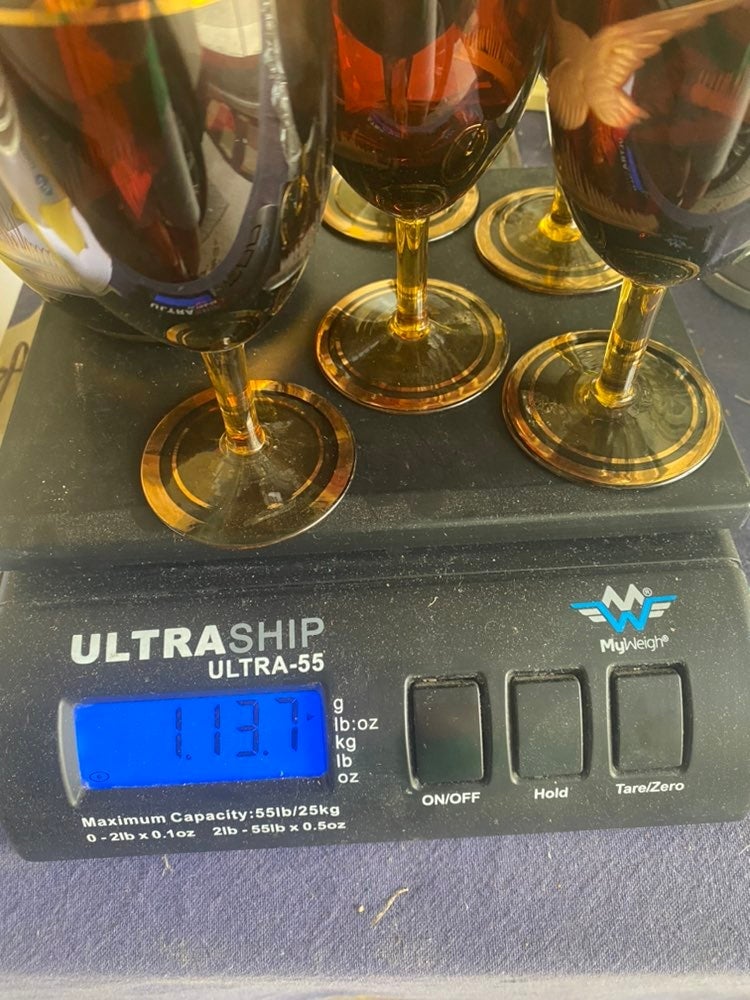 ULTRASHIP
ULTRA-55
MyWeigh®
1.13.7
g
lb:oz
kg
lb
oz
ON/OFF
Hold
Tare/Zero
Maximum Capacity:55lb/25kg
0 - 2lb x 0.1oz 2lb - 55lb x 0.5oz